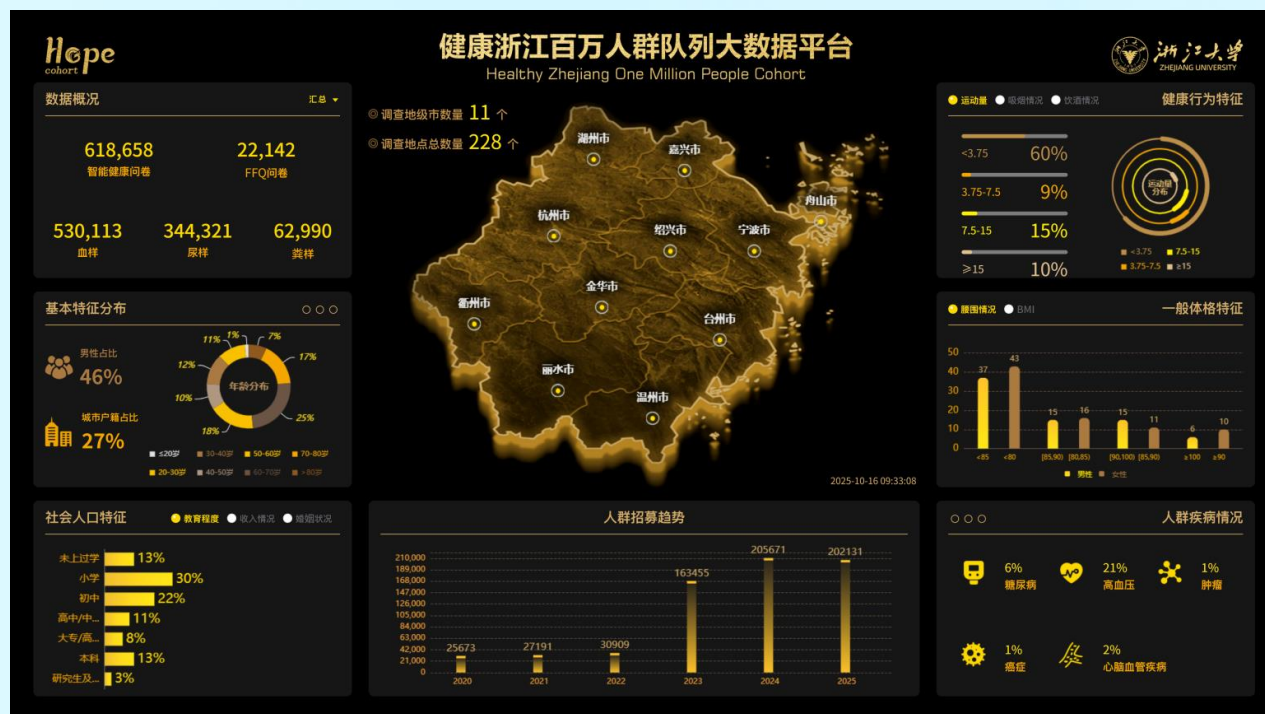 Hope
cohort
健康浙江百万人群队列大数据平台
Healthy Zhejiang One Million People Cohort
浙江大学
ZHEJIANG UNIVERSITY
数据概况
汇总
618,658
智能健康问卷
22,142
FFQ问卷
530,113
血样
344,321
尿样
62,990
粪样
基本特征分布
男性占比
46%
城市户籍占比
27%
年龄分布
1%
7%
17%
25%
18%
10%
12%
11%
≤20岁
30-40岁
50-60岁
70-80岁
20-30岁
40-50岁
60-70岁
>80岁
社会人口特征
教育程度
收入情况
婚姻状况
未上过学
13%
小学
30%
初中
22%
高中/中...
11%
大专/高...
8%
本科
13%
研究生及...
3%
调查地级市数量 11 个
调查地点总数量 228 个
湖州市
嘉兴市
舟山市
杭州市
绍兴市
宁波市
金华市
衢州市
台州市
丽水市
温州市
2025-10-16 09:33:08
人群招募趋势
210,000
189,000
168,000
147,000
126,000
105,000
84,000
63,000
42,000
21,000
0
25673
27191
30909
163455
205671
202131
2020
2021
2022
2023
2024
2025
运动量
吸烟情况
饮酒情况
健康行为特征
<3.75
60%
3.75-7.5
9%
7.5-15
15%
≥15
10%
运动量
分布
<3.75
7.5-15
3.75-7.5
≥15
腰围情况
BMI
一般体格特征
50
40
30
20
10
0
37
43
15
16
15
11
6
10
<85
<80
[85,90)
[80,85)
[90,100)
[85,90)
≥100
≥90
男性
女性
人群疾病情况
6%
糖尿病
21%
高血压
1%
肿瘤
1%
癌症
2%
心脑血管疾病